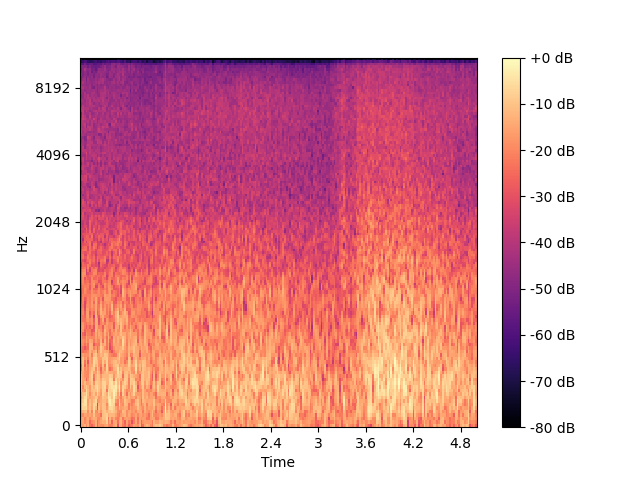 Hz
8192
4096
2048
1024
512
0
0 0.6 1.2 1.8 2.4 3 3.6 4.2 4.8
Time
+0 dB
-10 dB
-20 dB
-30 dB
-40 dB
-50 dB
-60 dB
-70 dB
-80 dB